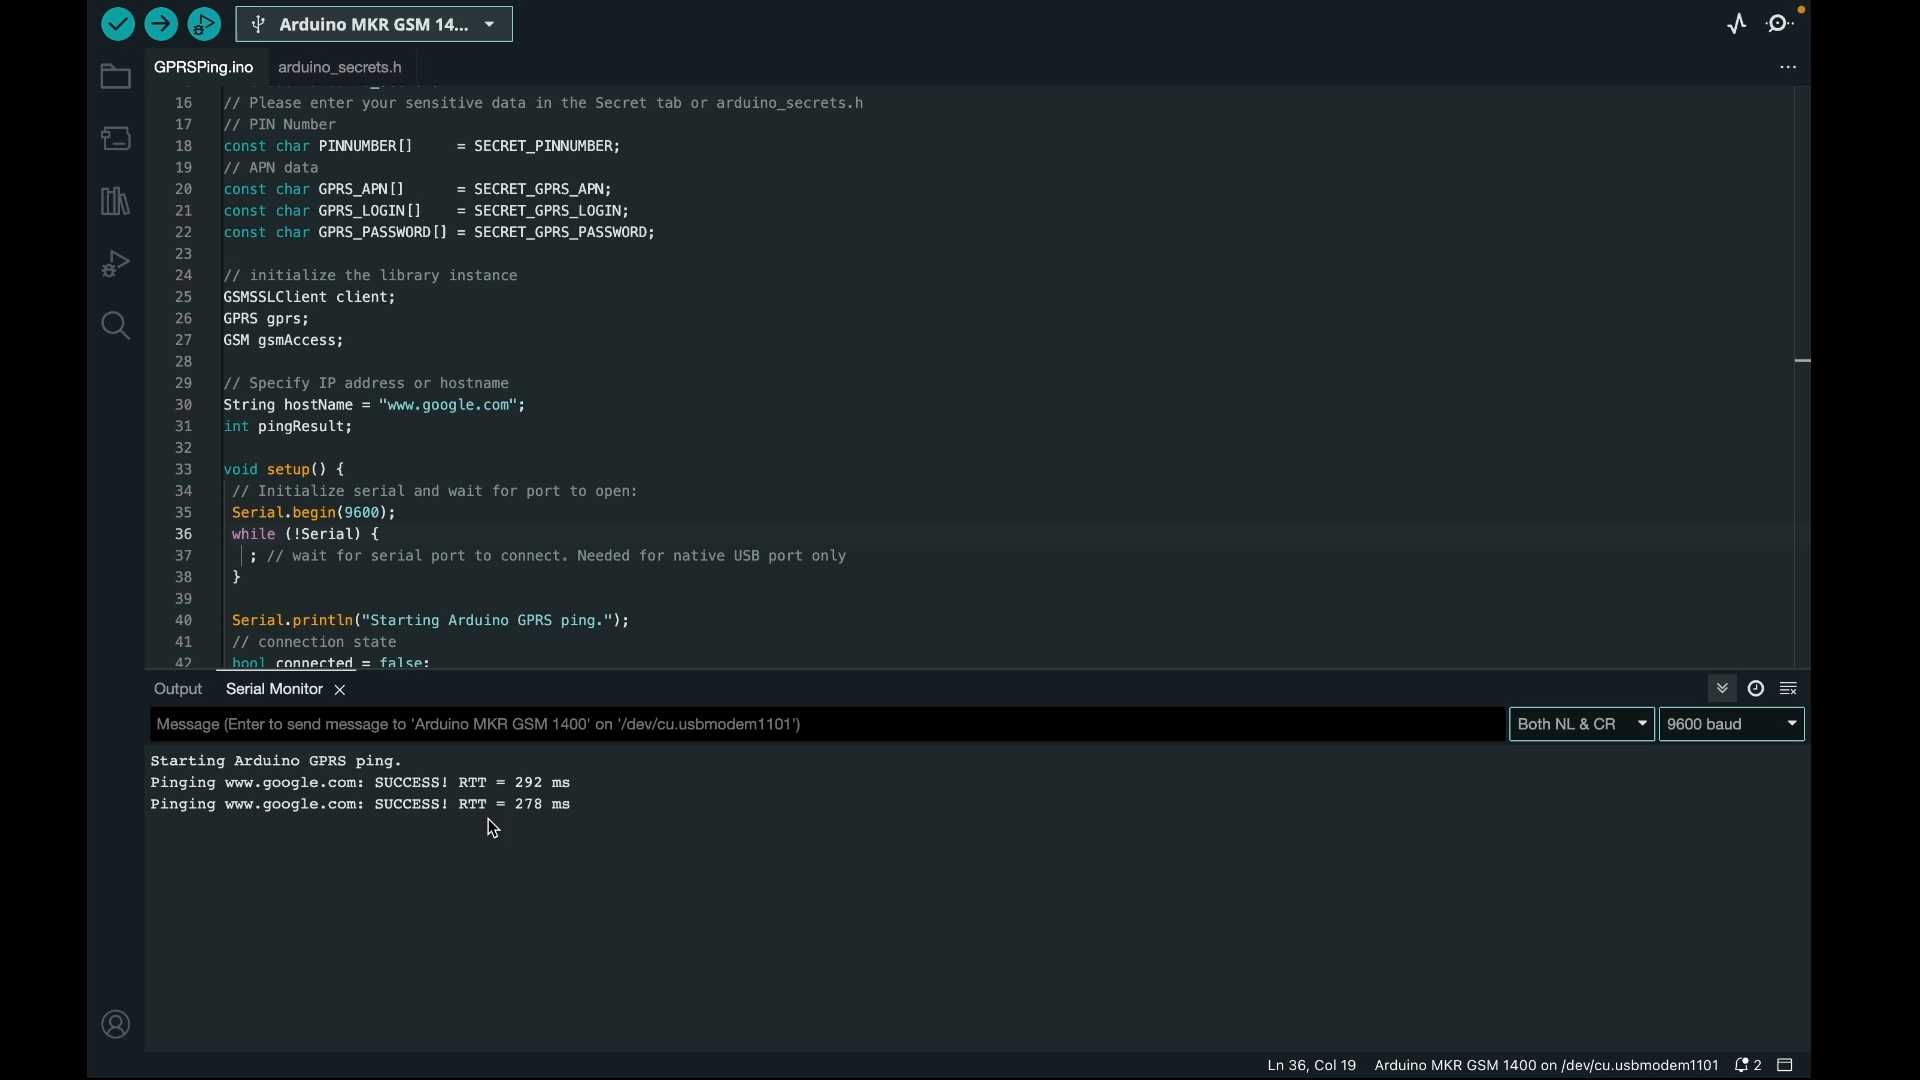 Arduino MKR GSM 14...
GPRSPing.ino
arduino_secrets.h
16 // Please enter your sensitive data in the Secret tab or arduino_secrets.h
17 // PIN Number
18 const char PINNUMBER[]     = SECRET_PINNUMBER;
19 // APN data
20 const char GPRS_APN[]      = SECRET_GPRS_APN;
21 const char GPRS_LOGIN[]    = SECRET_GPRS_LOGIN;
22 const char GPRS_PASSWORD[] = SECRET_GPRS_PASSWORD;
23
24 // initialize the library instance
25 GSMSSLClient client;
26 GPRS gprs;
27 GSM gsmAccess;
28
29 // Specify IP address or hostname
30 String hostName = "www.google.com";
31 int pingResult;
32
33 void setup() {
34 // Initialize serial and wait for port to open:
35 Serial.begin(9600);
36 while (!Serial) {
37 ; // wait for serial port to connect. Needed for native USB port only
38 }
39
40 Serial.println("Starting Arduino GPRS ping.");
41 // connection state
42 bool connected = false;
Output Serial Monitor
Message (Enter to send message to 'Arduino MKR GSM 1400' on '/dev/cu.usbmodem1101') Both NL & CR 9600 baud
Starting Arduino GPRS ping.
Pinging www.google.com: SUCCESS! RTT = 292 ms
Pinging www.google.com: SUCCESS! RTT = 278 ms
Ln 36, Col 19 Arduino MKR GSM 1400 on /dev/cu.usbmodem1101 2